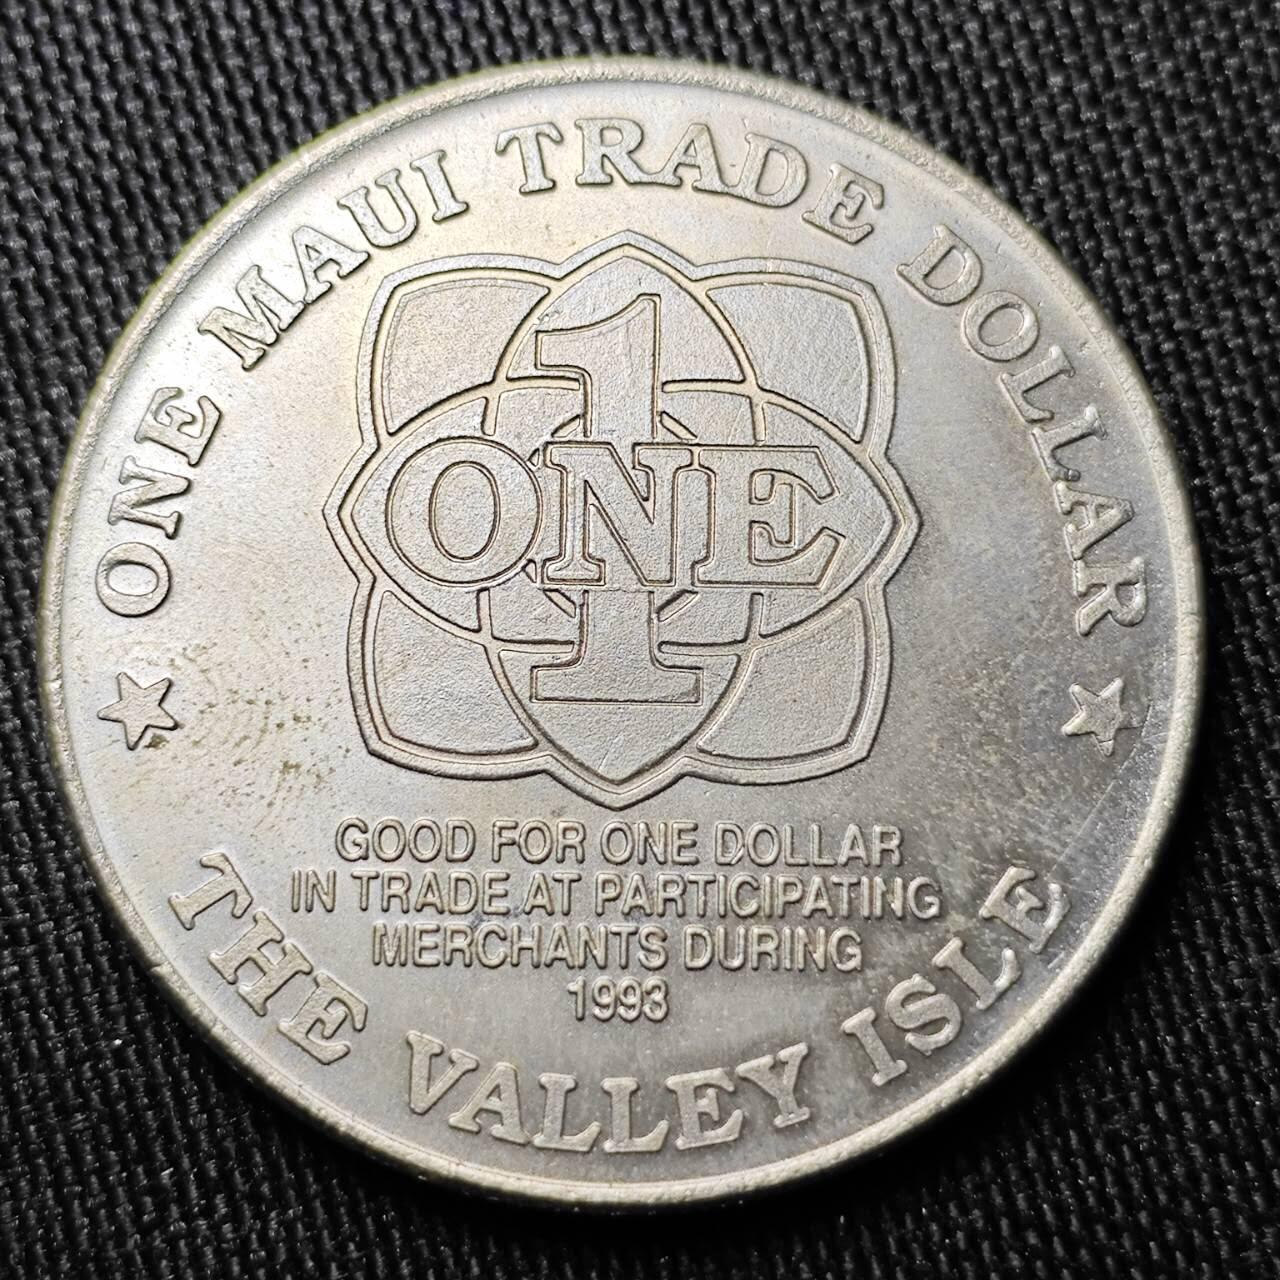 ONE MAUI TRADE DOLLAR
1
ONE
GOOD FOR ONE DOLLAR
IN TRADE AT PARTICIPATING
MERCHANTS DURING
1993
THE VALLEY ISLE